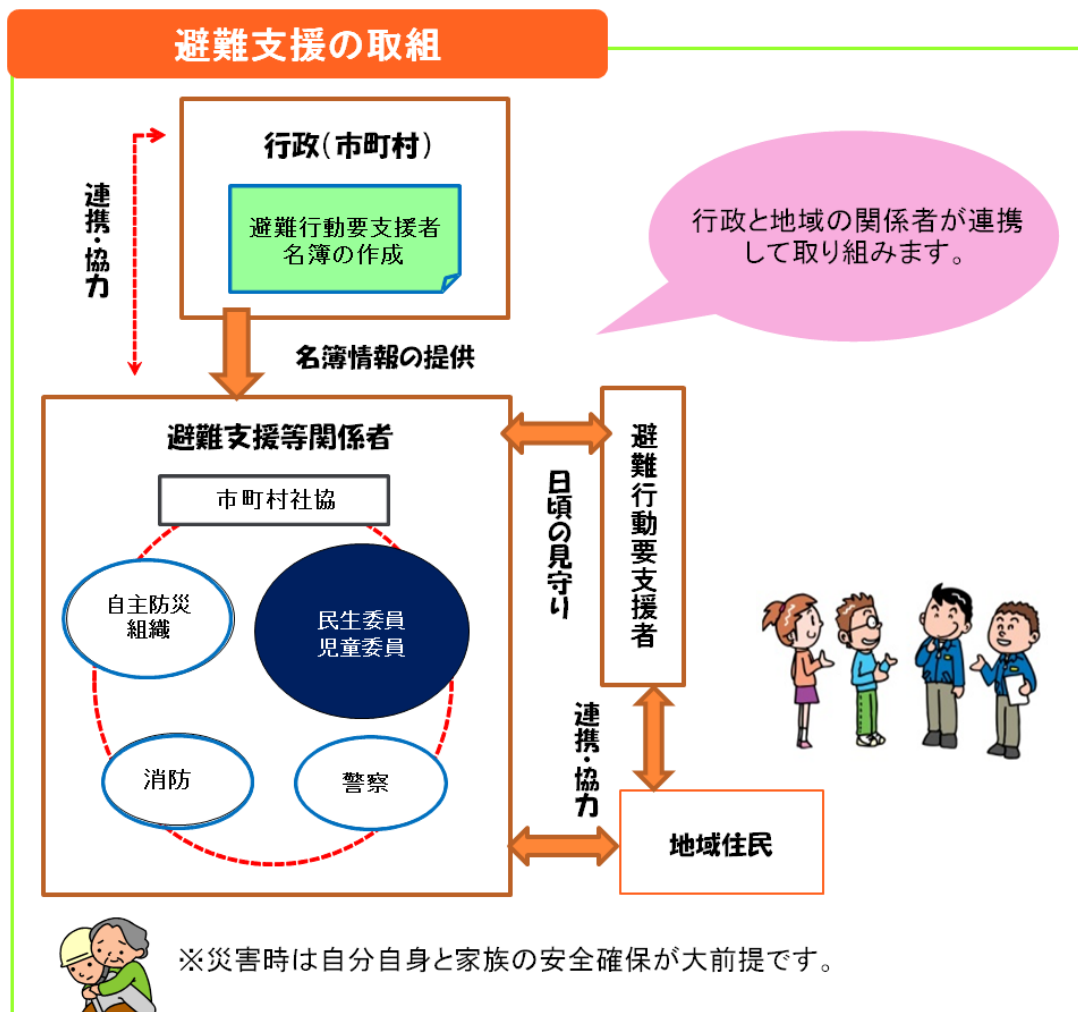 避難支援の取組
行政(市町村)
避難行動要支援者
名簿の作成
連携・協力
行政と地域の関係者が連携
して取り組みます。
名簿情報の提供
避難支援等関係者
市町村社協
自主防災
組織
民生委員
児童委員
消防
警察
日頃の見守り
避難行動要支援者
連携・協力
地域住民
※災害時は自分自身と家族の安全確保が大前提です。